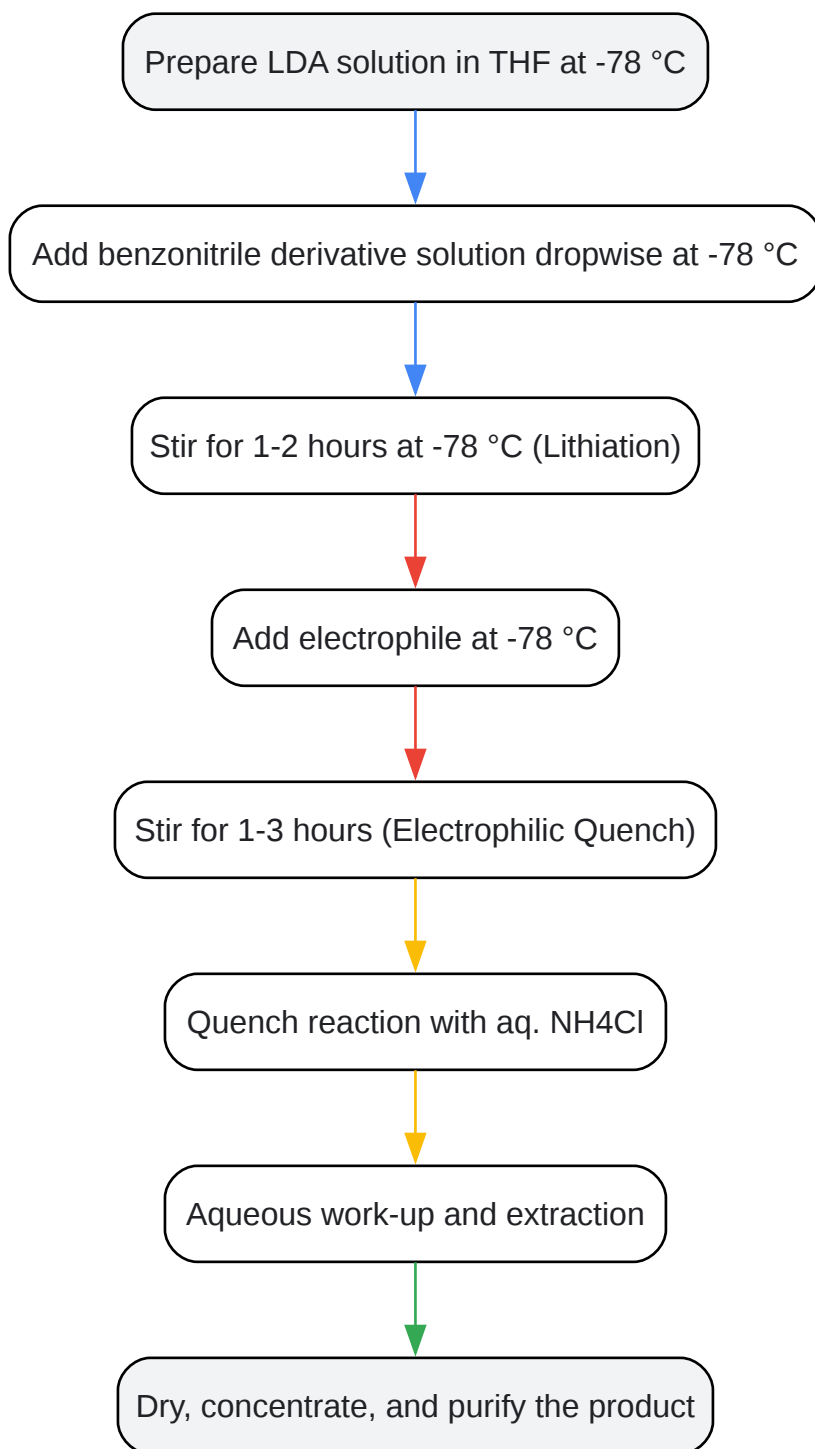 Prepare LDA solution in THF at -78 °C
Add benzonitrile derivative solution dropwise at -78 °C
Stir for 1-2 hours at -78 °C (Lithiation)
Add electrophile at -78 °C
Stir for 1-3 hours (Electrophilic Quench)
Quench reaction with aq. NH4Cl
Aqueous work-up and extraction
Dry, concentrate, and purify the product